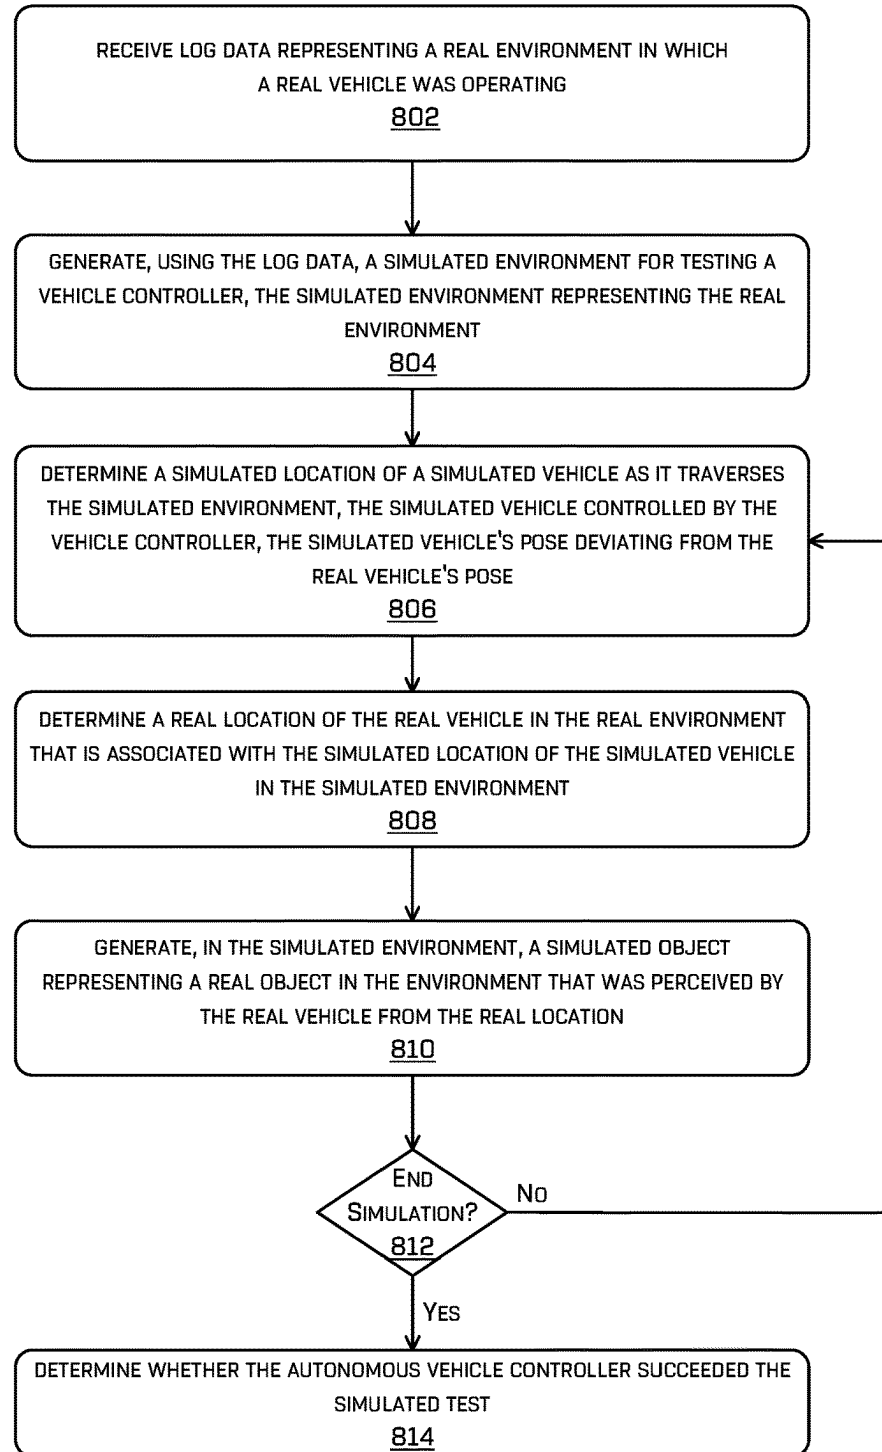 RECEIVE LOG DATA REPRESENTING A REAL ENVIRONMENT IN WHICH
A REAL VEHICLE WAS OPERATING
802
GENERATE, USING THE LOG DATA, A SIMULATED ENVIRONMENT FOR TESTING A
VEHICLE CONTROLLER, THE SIMULATED ENVIRONMENT REPRESENTING THE REAL
ENVIRONMENT
804
DETERMINE A SIMULATED LOCATION OF A SIMULATED VEHICLE AS IT TRAVERSES
THE SIMULATED ENVIRONMENT, THE SIMULATED VEHICLE CONTROLLED BY THE
VEHICLE CONTROLLER, THE SIMULATED VEHICLE'S POSE DEVIATING FROM THE
REAL VEHICLE'S POSE
806
DETERMINE A REAL LOCATION OF THE REAL VEHICLE IN THE REAL ENVIRONMENT
THAT IS ASSOCIATED WITH THE SIMULATED LOCATION OF THE SIMULATED VEHICLE
IN THE SIMULATED ENVIRONMENT
808
GENERATE, IN THE SIMULATED ENVIRONMENT, A SIMULATED OBJECT
REPRESENTING A REAL OBJECT IN THE ENVIRONMENT THAT WAS PERCEIVED BY
THE REAL VEHICLE FROM THE REAL LOCATION
810
END
SIMULATION?
812
NO
YES
DETERMINE WHETHER THE AUTONOMOUS VEHICLE CONTROLLER SUCCEEDED THE
SIMULATED TEST
814